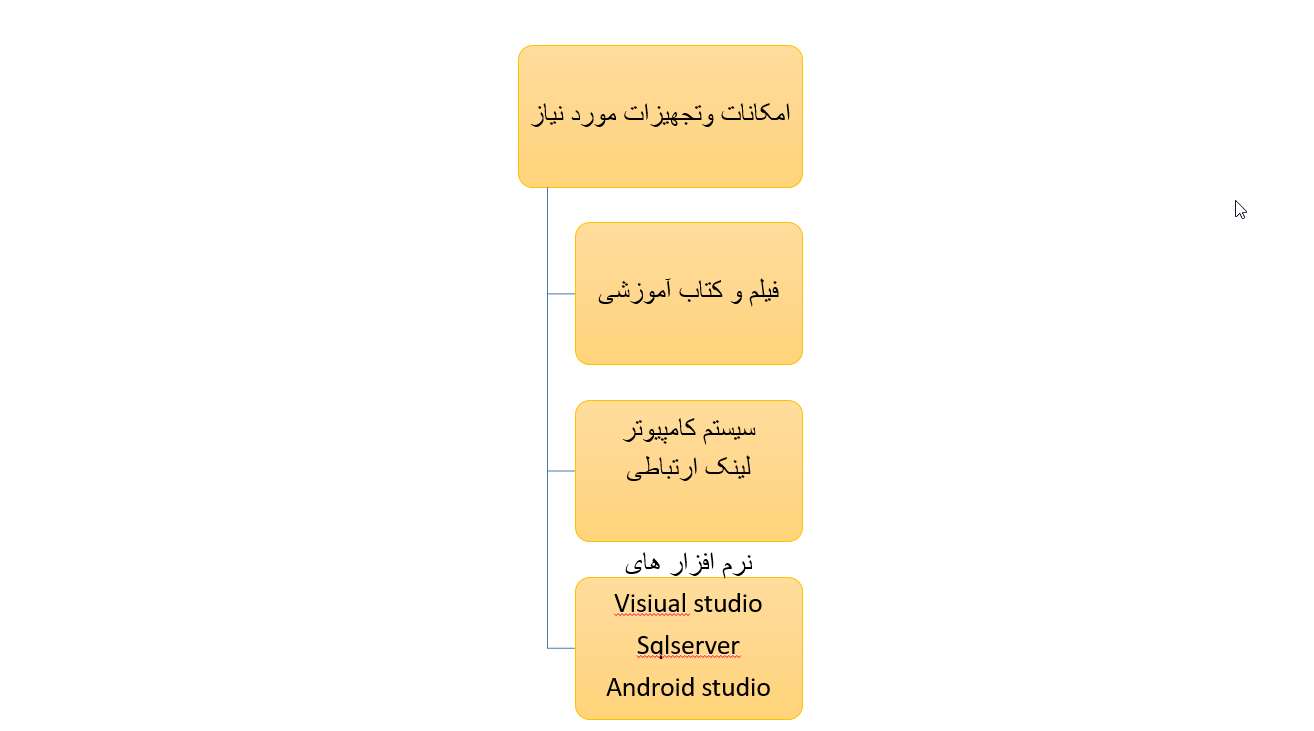 امکانات وتجهیزات مورد نیاز
فیلم و کتاب آموزشی
سیستم کامپیوتر
لینک ارتباطی
نرم افزار های
Visiual studio
Sqlserver
Android studio